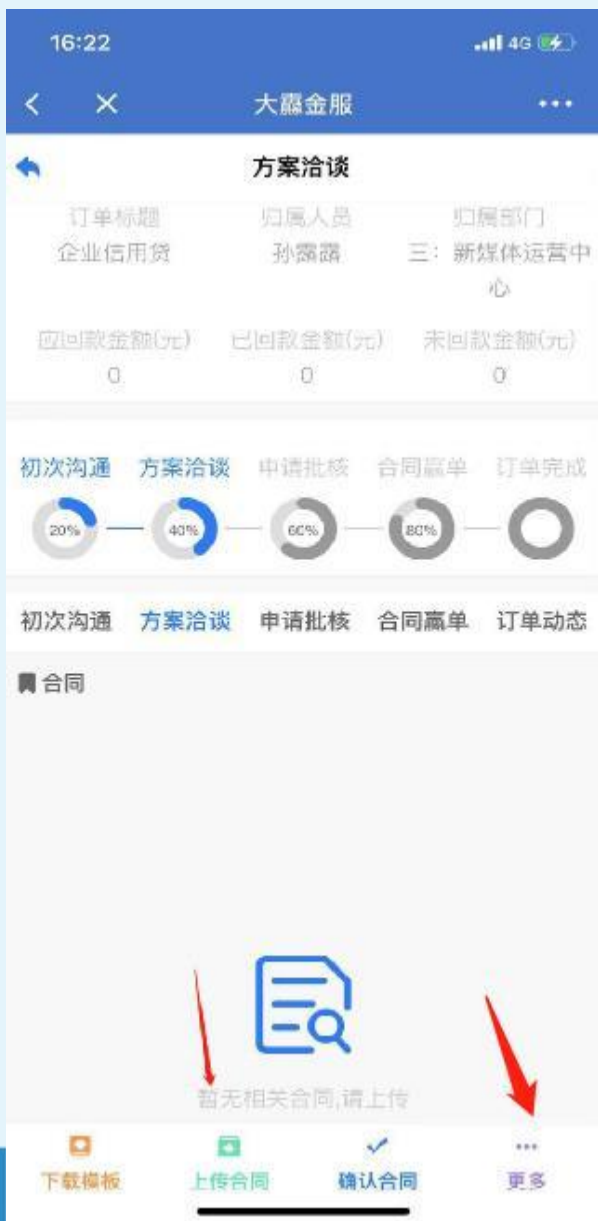 16:22 4G
大赢金服
方案洽谈
订单标题 归属人员 归属部门
企业信用贷 孙露露 三：新媒体运营中
心
应回款金额(元) 已回款金额(元) 未回款金额(元)
0 0 0
初次沟通 方案洽谈 申请批核 合同赢单 订单完成
20% 40% 60% 80%
初次沟通 方案洽谈 申请批核 合同赢单 订单动态
合同
暂无相关合同,请上传
下载模板 上传合同 确认合同 更多